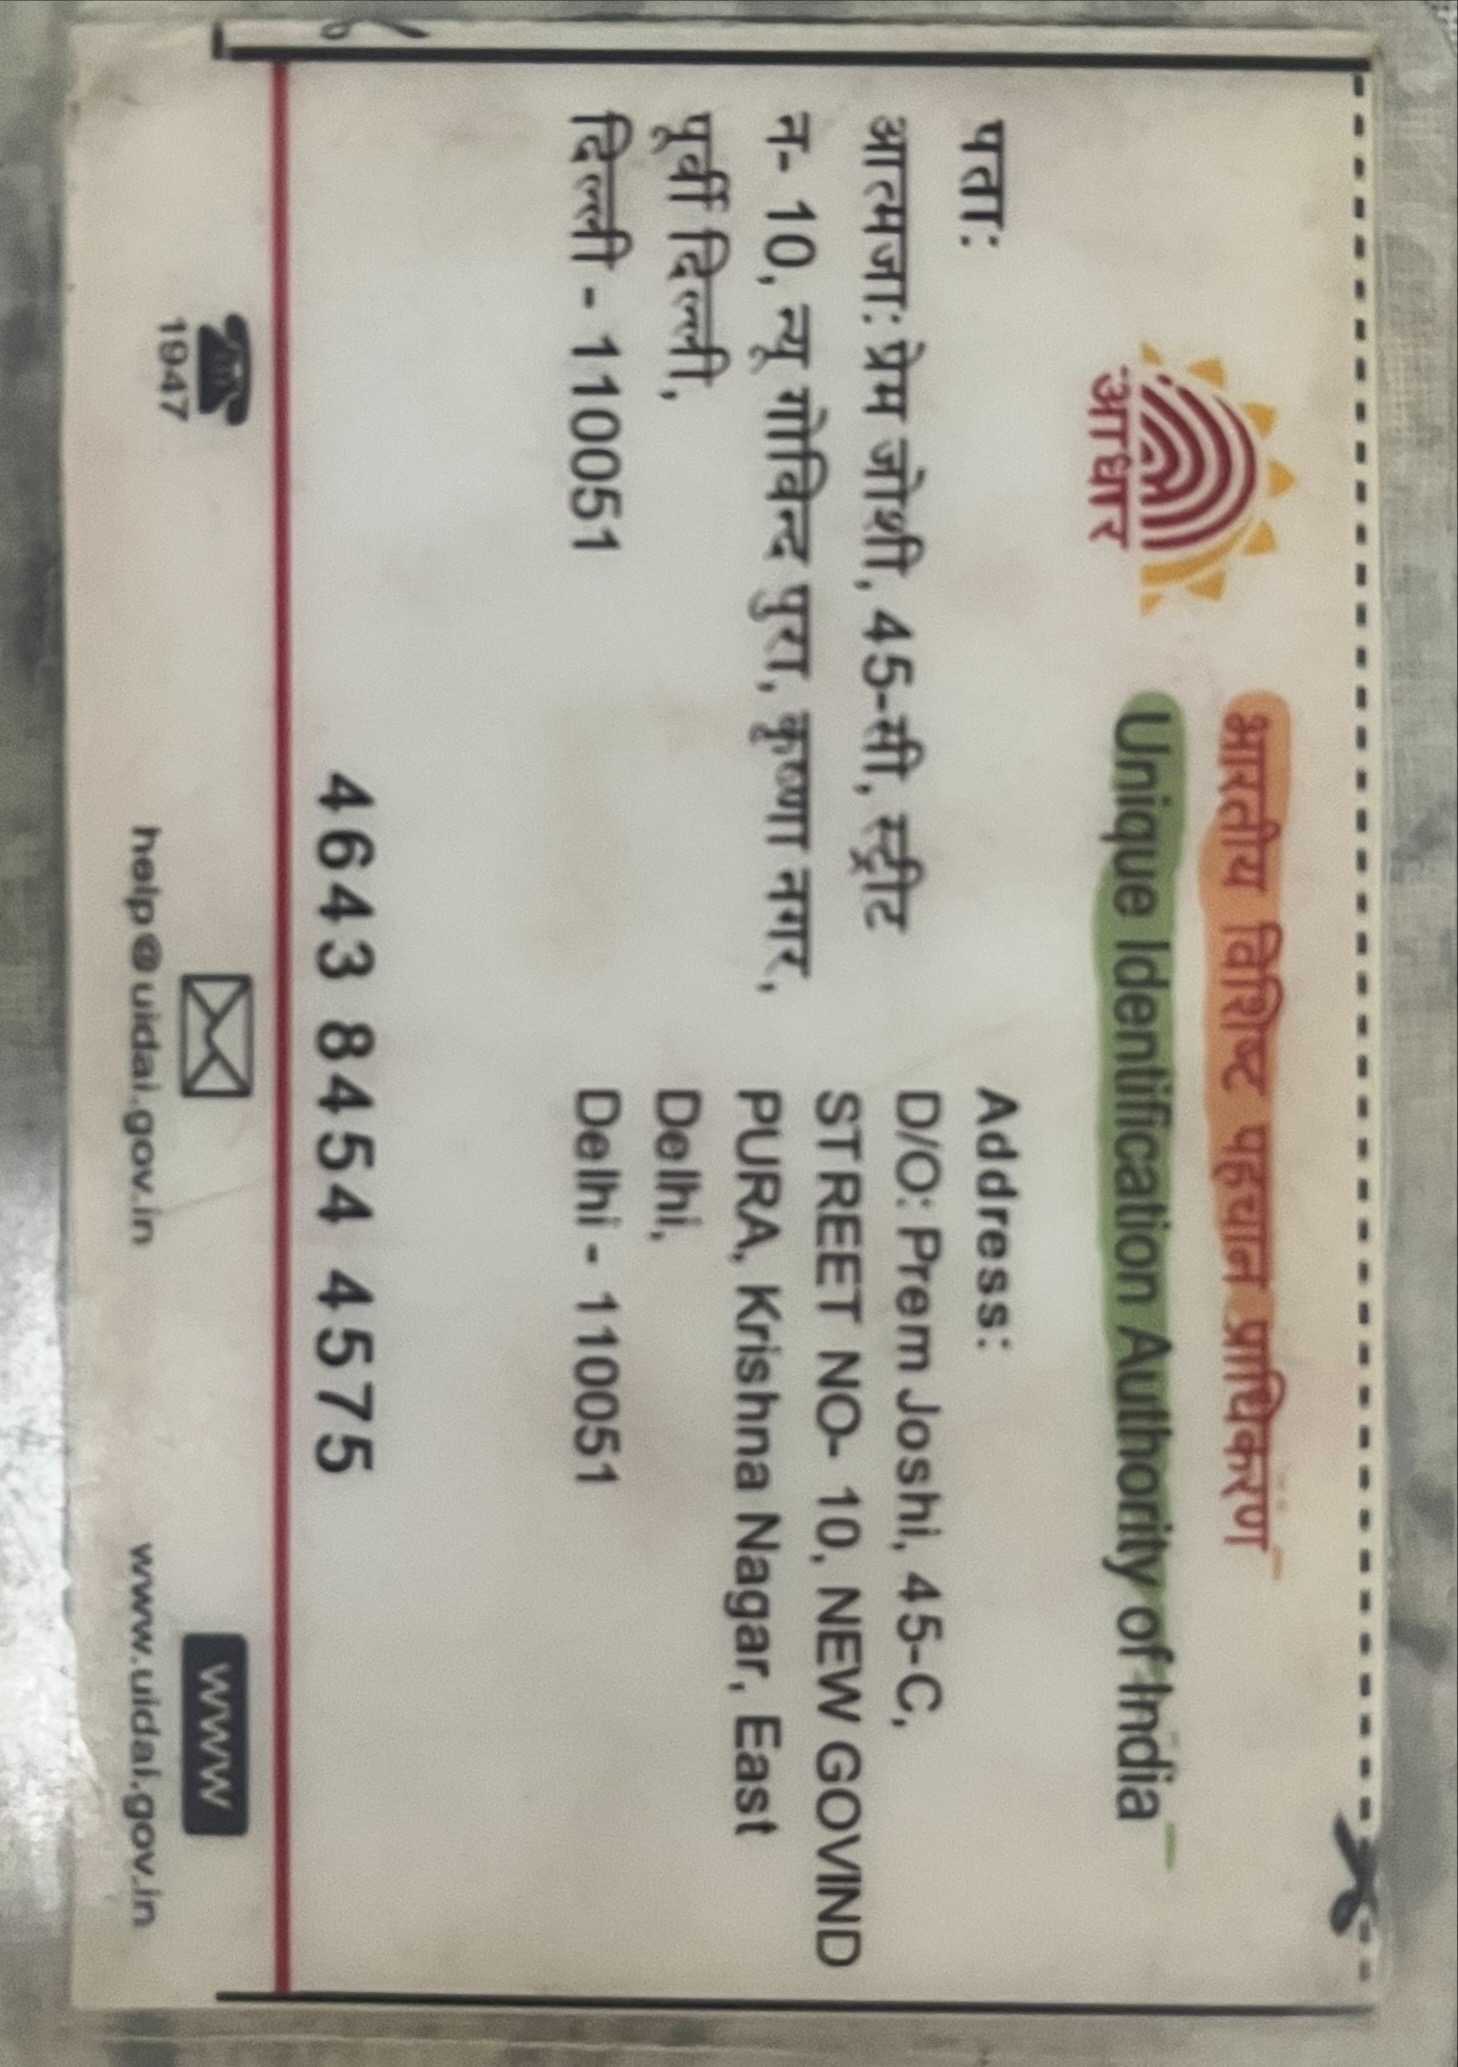 भारतीय विशिष्ट पहचान प्राधिकरण
Unique Identification Authority of India
आधार
पता:
आत्मजा: प्रेम जोशी, 45-सी, स्ट्रीट
न- 10, न्यू गोविन्द पुरा, कृष्णा नगर,
पूर्वी दिल्ली,
दिल्ली - 110051
Address:
D/O: Prem Joshi, 45-C,
STREET NO- 10, NEW GOVIND
PURA, Krishna Nagar, East
Delhi,
Delhi - 110051
4643 8454 4575
1947
help@uidai.gov.in
www
www.uidai.gov.in